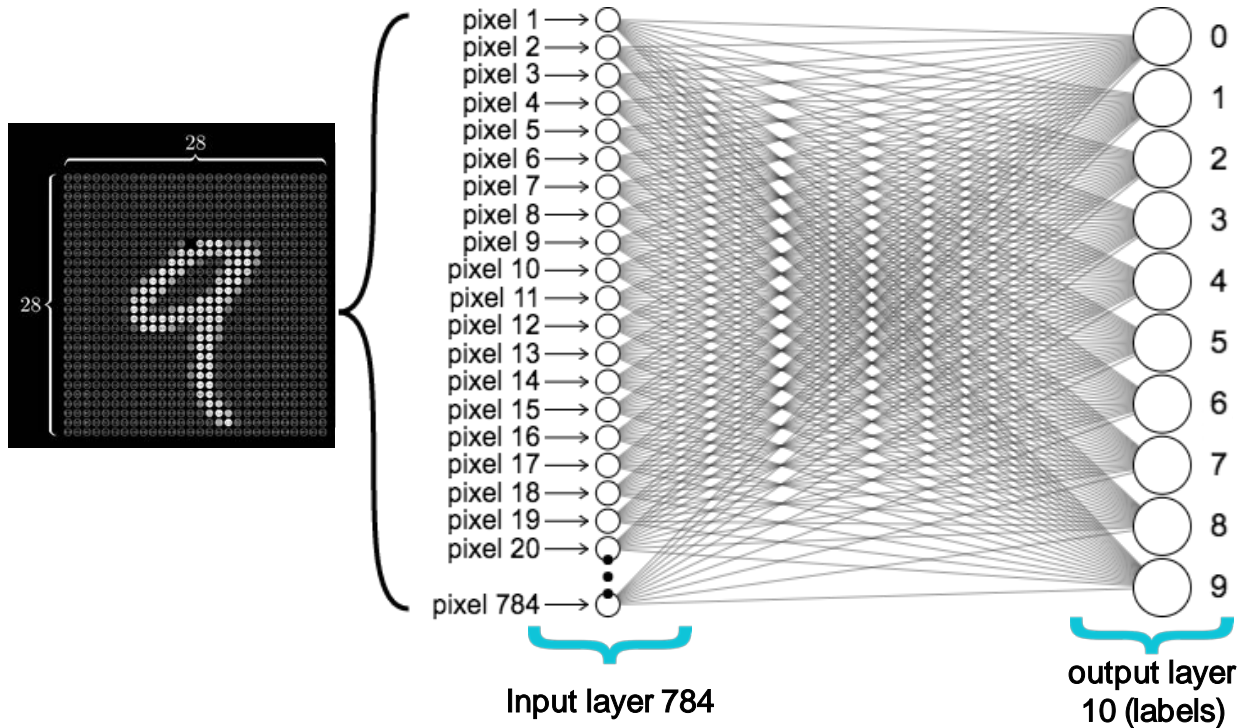 28
28
pixel 1
pixel 2
pixel 3
pixel 4
pixel 5
pixel 6
pixel 7
pixel 8
pixel 9
pixel 10
pixel 11
pixel 12
pixel 13
pixel 14
pixel 15
pixel 16
pixel 17
pixel 18
pixel 19
pixel 20
pixel 784
0
1
2
3
4
5
6
7
8
9
Input layer 784
output layer
10 (labels)